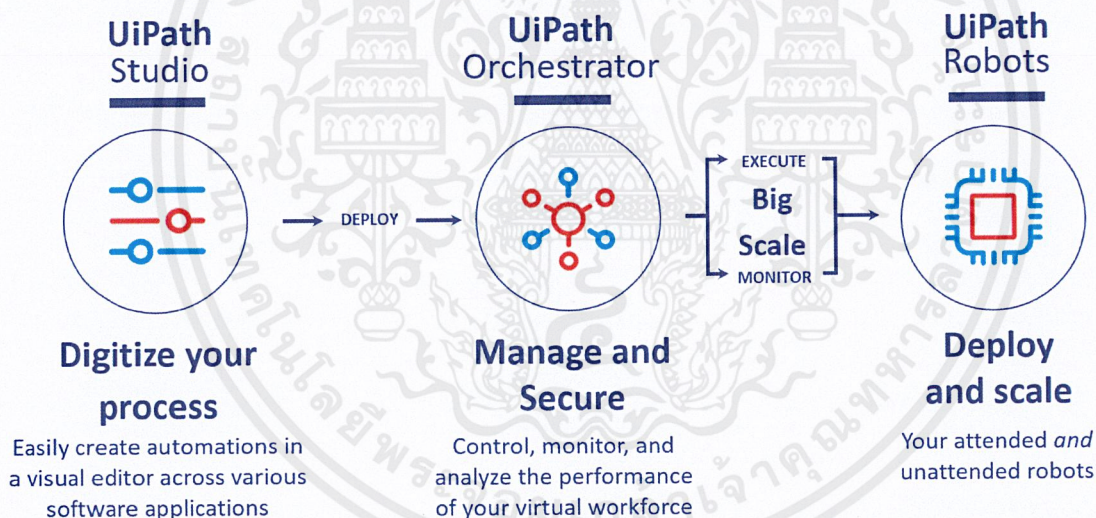 UiPath
Studio
Digitize your
process
Easily create automations in
a visual editor across various
software applications
DEPLOY
UiPath
Orchestrator
Manage and
Secure
Control, monitor, and
analyze the performance
of your virtual workforce
EXECUTE
Big
Scale
MONITOR
UiPath
Robots
Deploy
and scale
Your attended and
unattended robots